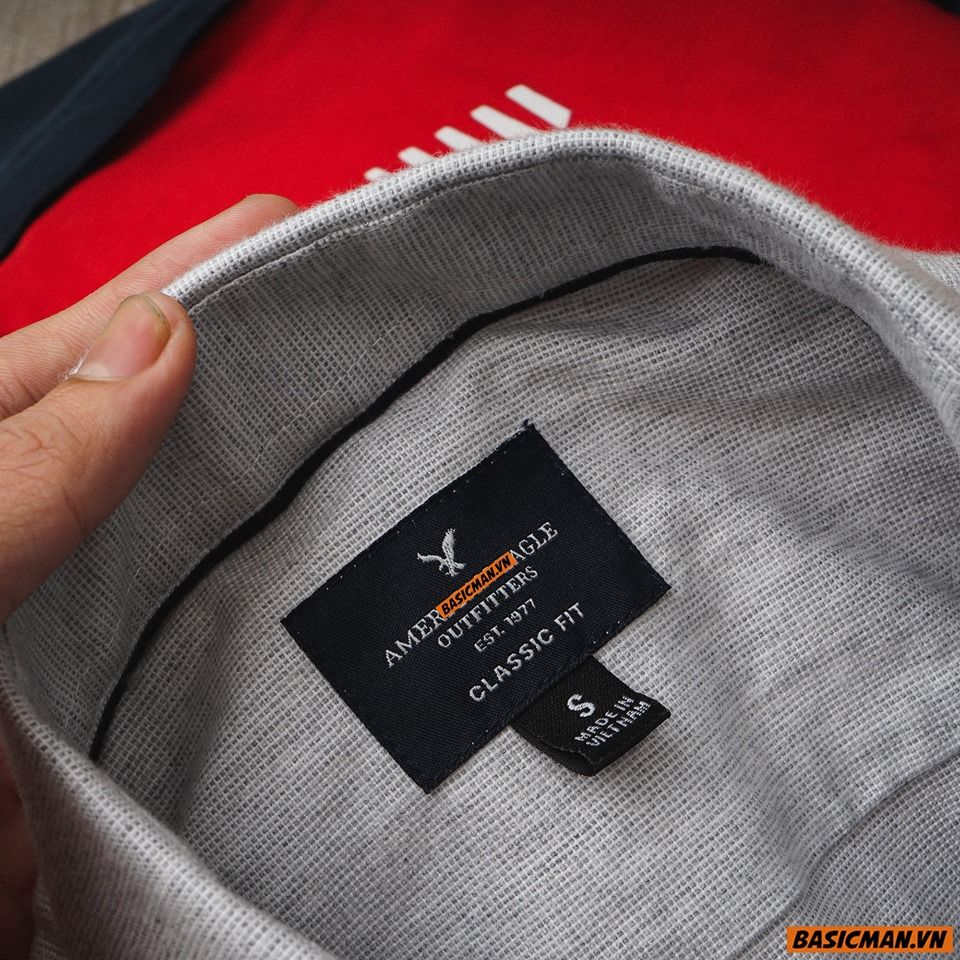 AMER BASICMAN.VN AGLE
OUTFITTERS
EST. 1977
CLASSIC FIT
S
MADE IN
VIETNAM
BASICMAN.VN